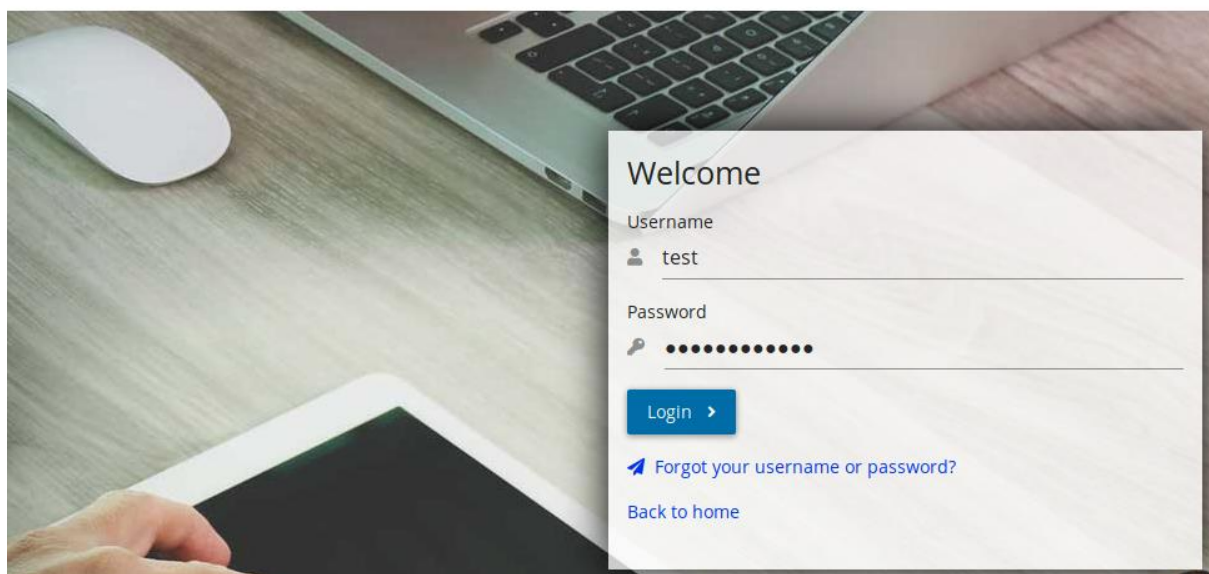 Welcome
Username
test
Password
••••••••••••
Login
Forgot your username or password?
Back to home